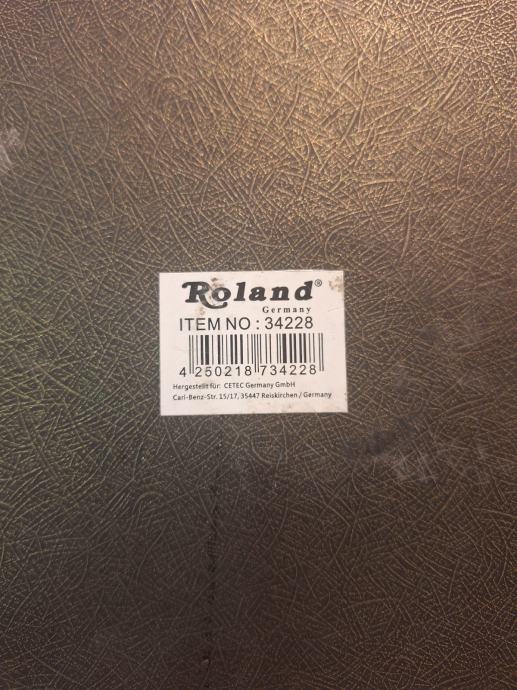 Roland®
Germany
ITEM NO : 34228
4 250218 734228
Hergestellt für: CETEC Germany GmbH
Carl-Benz-Str. 15/17, 35447 Reiskirchen / Germany